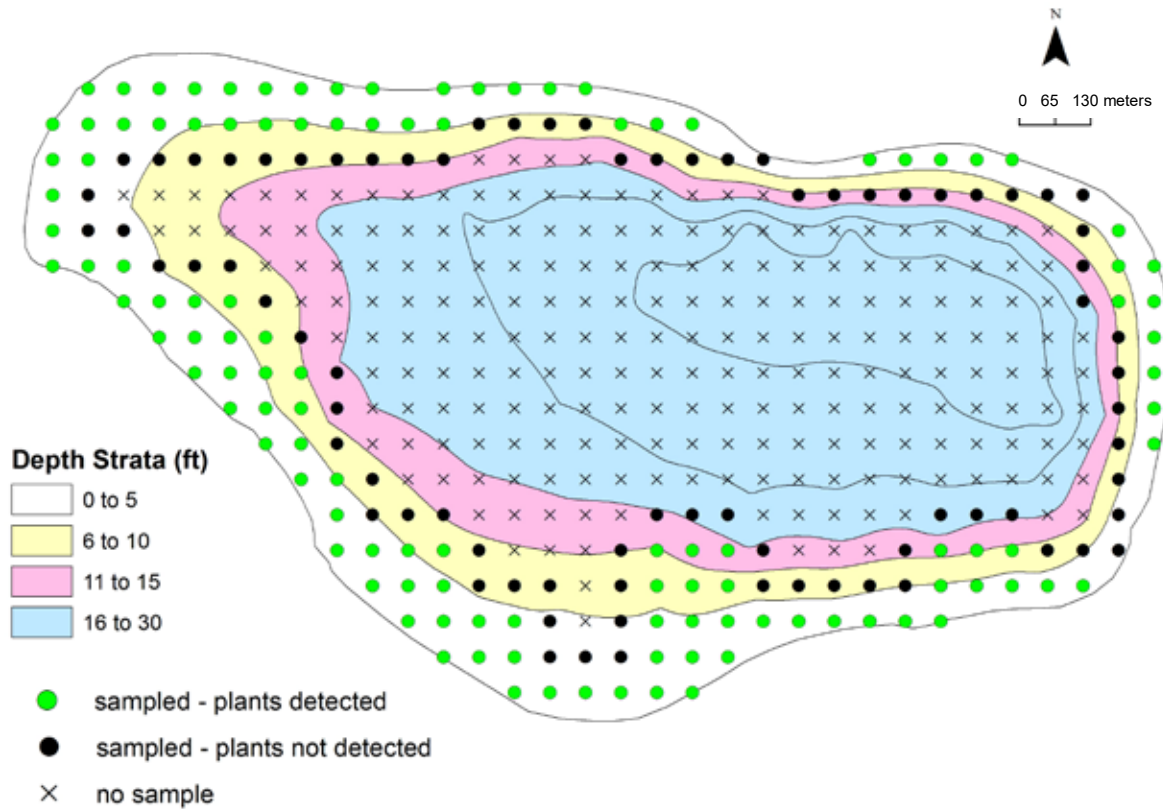 N
0 65 130 meters
Depth Strata (ft)
0 to 5
6 to 10
11 to 15
16 to 30
sampled - plants detected
sampled - plants not detected
no sample